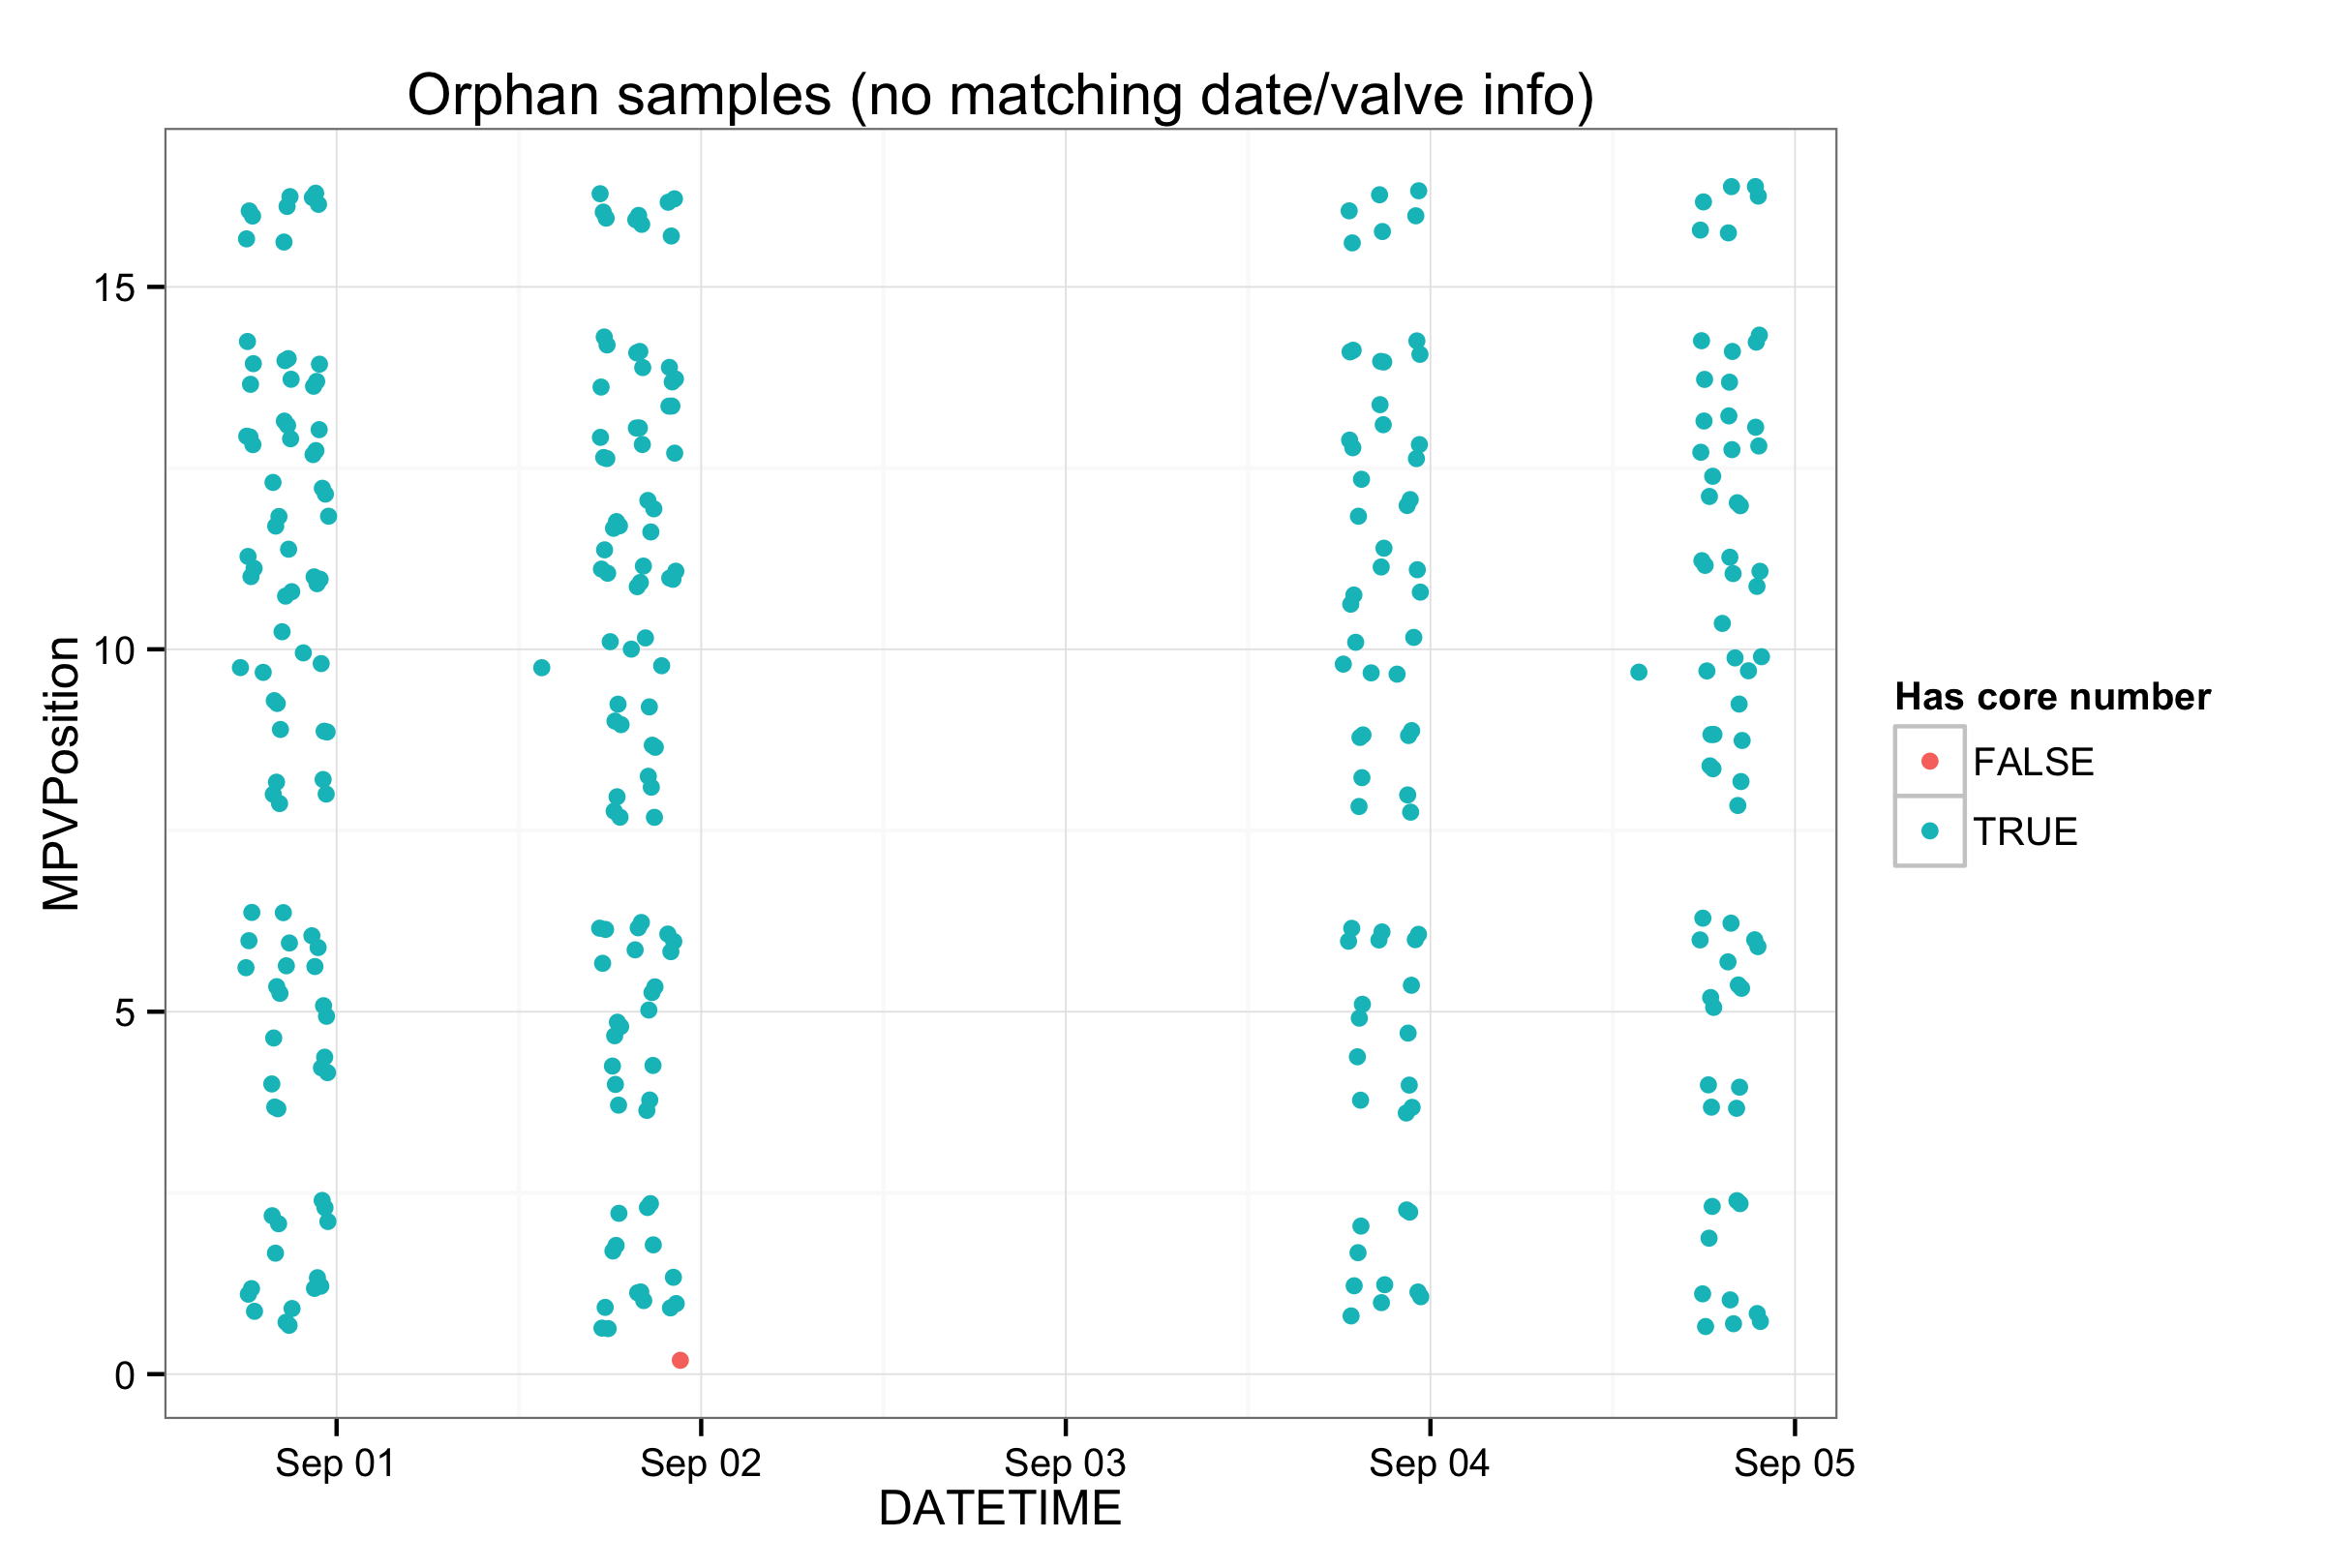 Orphan samples (no matching date/valve info)
15
10
5
0
MPVPosition
Sep 01
Sep 02
Sep 03
Sep 04
Sep 05
DATETIME
Has core number
FALSE
TRUE